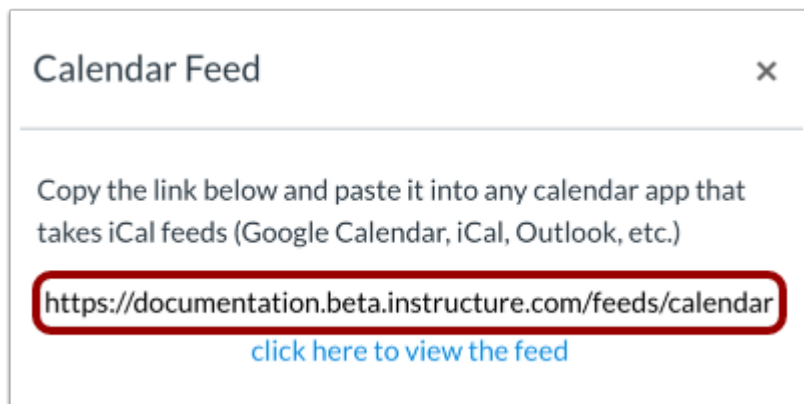 Calendar Feed ×
Copy the link below and paste it into any calendar app that
takes iCal feeds (Google Calendar, iCal, Outlook, etc.)
https://documentation.beta.instructure.com/feeds/calendar
click here to view the feed